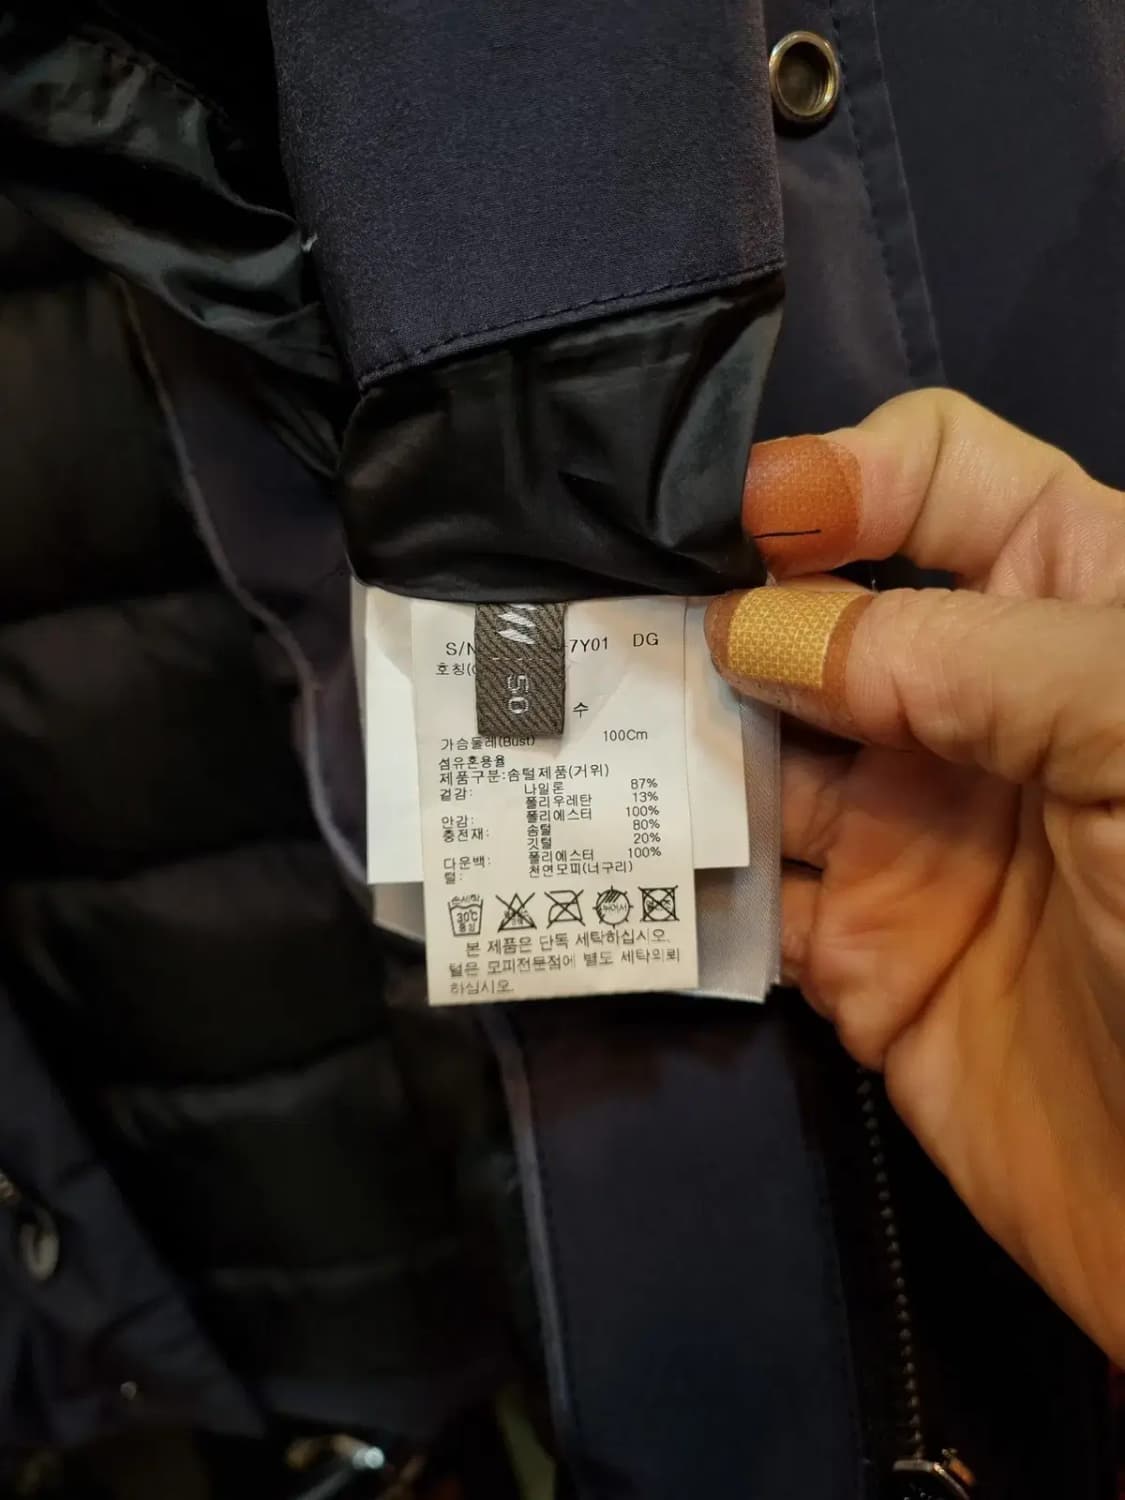 S/N 7Y01 DG
호칭(
50
수
가슴둘레(Bust) 100Cm
섬유혼용율
제품구분:솜털제품(거위)
겉감: 나일론 87%
폴리우레탄 13%
안감: 폴리에스터 100%
충전재: 솜털 80%
깃털 20%
다운백: 폴리에스터 100%
털: 천연모피(너구리)
손세탁 30℃ 중성
본 제품은 단독 세탁하십시오.
털은 모피전문점에 별도 세탁의뢰
하십시오.